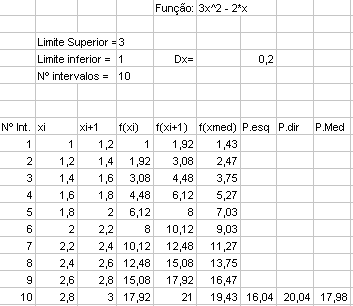 Função: 3x^2 - 2*x
Limite Superior = 3
Limite inferior = 1 Dx= 0,2
Nº intervalos = 10
Nº Int. xi xi+1 f(xi) f(xi+1) f(xmed) P.esq P.dir P.Med
1 1 1,2 1 1,92 1,43
2 1,2 1,4 1,92 3,08 2,47
3 1,4 1,6 3,08 4,48 3,75
4 1,6 1,8 4,48 6,12 5,27
5 1,8 2 6,12 8 7,03
6 2 2,2 8 10,12 9,03
7 2,2 2,4 10,12 12,48 11,27
8 2,4 2,6 12,48 15,08 13,75
9 2,6 2,8 15,08 17,92 16,47
10 2,8 3 17,92 21 19,43 16,04 20,04 17,98